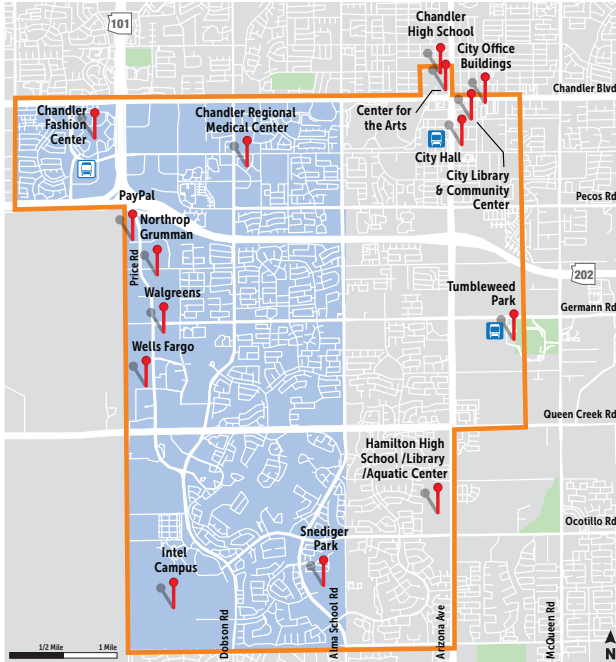 101
Chandler
High School
City Office
Buildings
Chandler Blvd
Chandler
Fashion
Center
Chandler Regional
Medical Center
Center for
the Arts
City Hall
City Library
& Community
Center
PayPal
Pecos Rd
Northrop
Grumman
Price Rd
202
Walgreens
Tumbleweed
Park
Germann Rd
Wells Fargo
Queen Creek Rd
Hamilton High
School /Library
/Aquatic Center
Ocotillo Rd
Snediger
Park
Intel
Campus
Dobson Rd
Alma School Rd
Arizona Ave
McQueen Rd
1/2 Mile
1 Mile
N